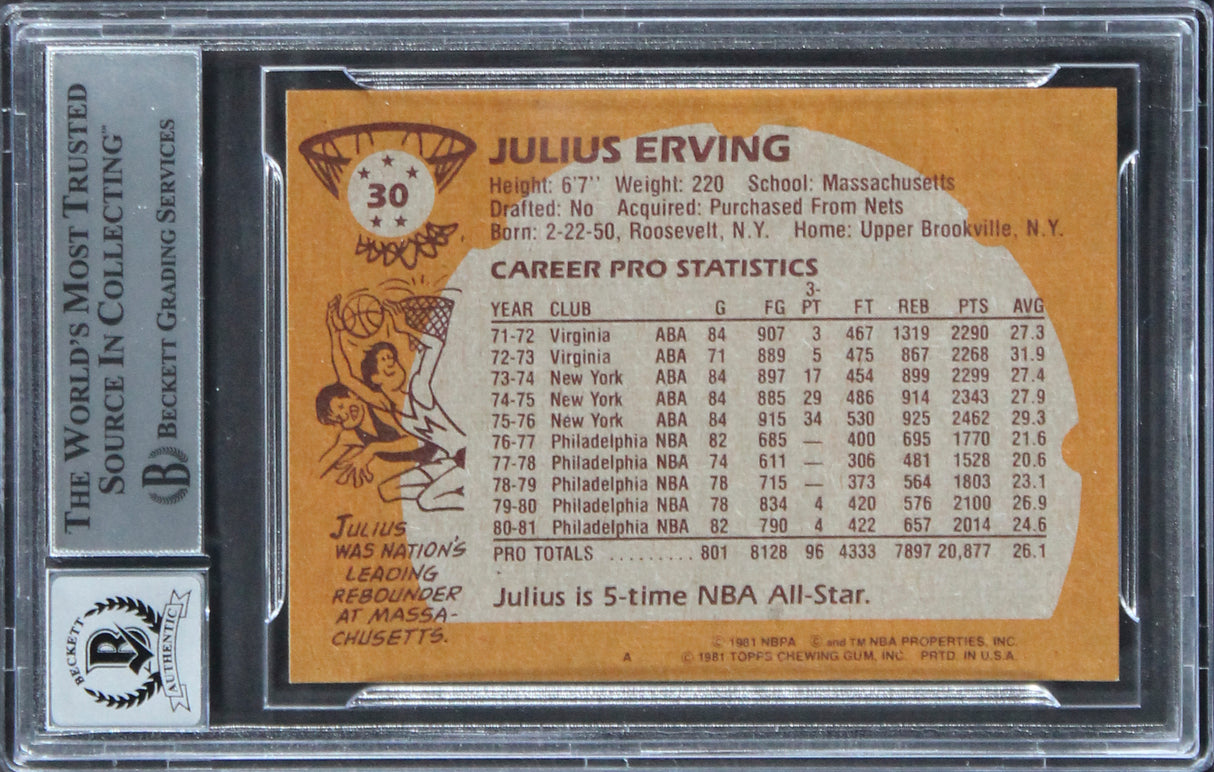 THE WORLD'S MOST TRUSTED
SOURCE IN COLLECTING™
B BECKETT GRADING SERVICES
BECKETT
B
AUTHENTIC
30
JULIUS ERVING
Height: 6'7'' Weight: 220 School: Massachusetts
Drafted: No Acquired: Purchased From Nets
Born: 2-22-50, Roosevelt, N.Y. Home: Upper Brookville, N.Y.
CAREER PRO STATISTICS
YEAR CLUB G FG 3-PT FT REB PTS AVG
71-72 Virginia ABA 84 907 3 467 1319 2290 27.3
72-73 Virginia ABA 71 889 5 475 867 2268 31.9
73-74 New York ABA 84 897 17 454 899 2299 27.4
74-75 New York ABA 84 885 29 486 914 2343 27.9
75-76 New York ABA 84 915 34 530 925 2462 29.3
76-77 Philadelphia NBA 82 685 — 400 695 1770 21.6
77-78 Philadelphia NBA 74 611 — 306 481 1528 20.6
78-79 Philadelphia NBA 78 715 — 373 564 1803 23.1
79-80 Philadelphia NBA 78 834 4 420 576 2100 26.9
80-81 Philadelphia NBA 82 790 4 422 657 2014 24.6
PRO TOTALS ......... 801 8128 96 4333 7897 20,877 26.1
Julius is 5-time NBA All-Star.
JULIUS
WAS NATION'S
LEADING
REBOUNDER
AT MASSA-
CHUSETTS.
© 1981 NBPA © and TM NBA PROPERTIES, INC.
A © 1981 TOPPS CHEWING GUM, INC. PRTD. IN U.S.A.